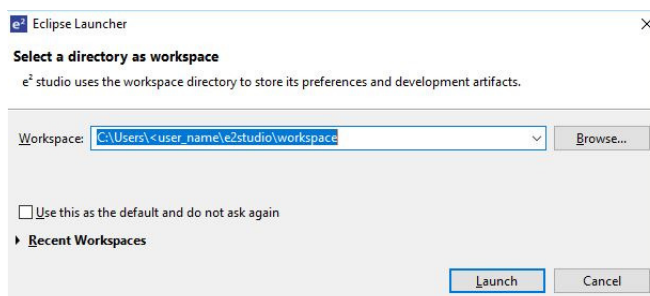 e² Eclipse Launcher
Select a directory as workspace
e² studio uses the workspace directory to store its preferences and development artifacts.
Workspace: C:\Users\<user_name\e2studio\workspace Browse...
Use this as the default and do not ask again
Recent Workspaces
Launch Cancel